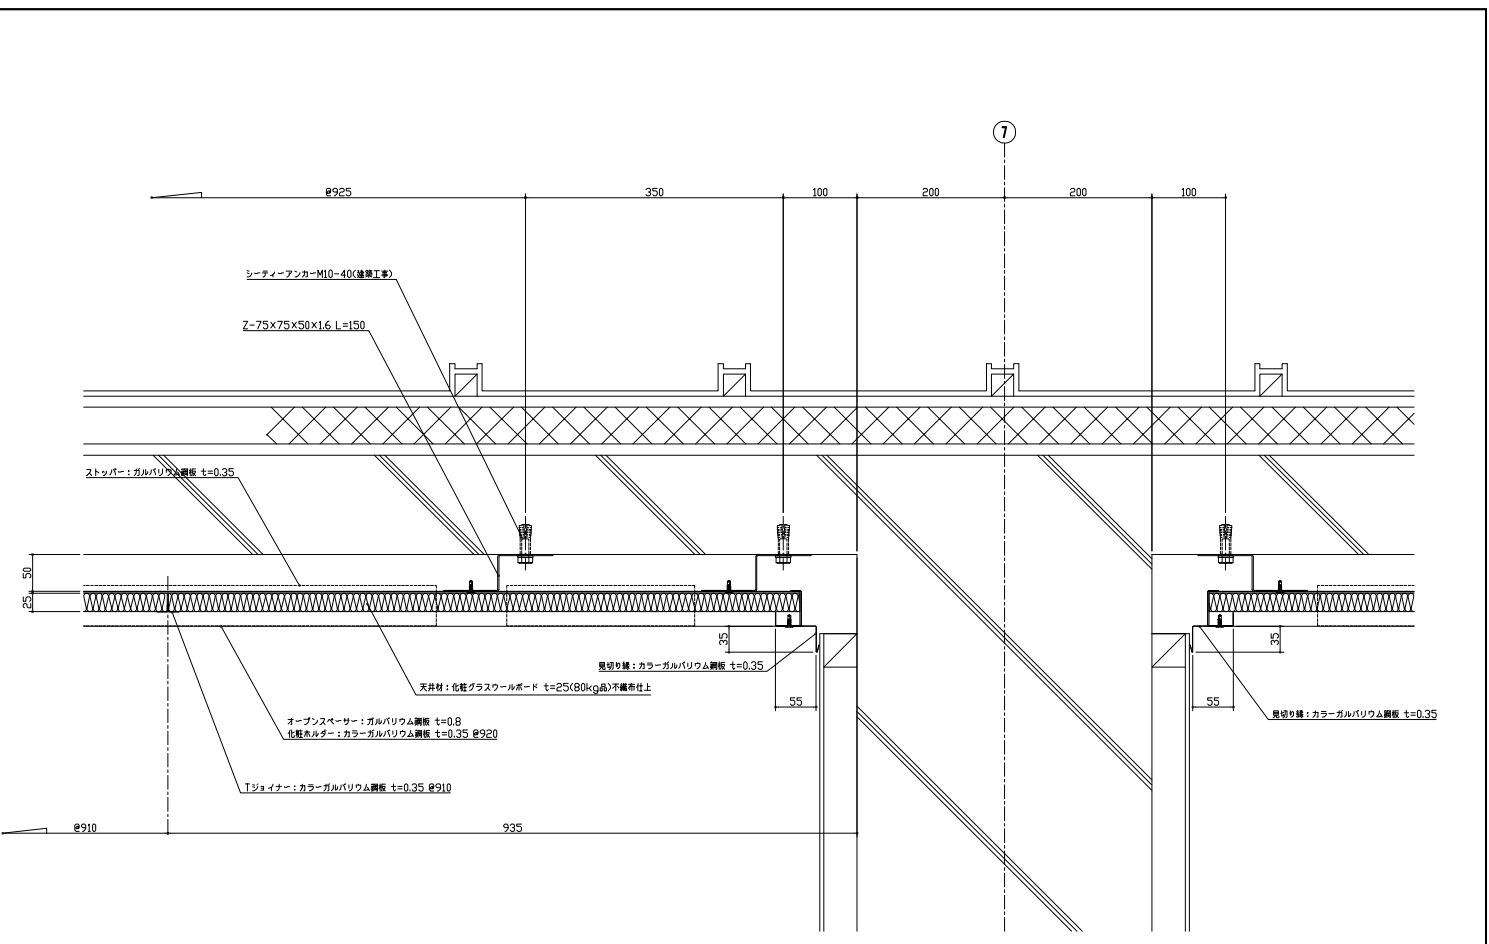 7
@925
350
100
200
200
100
シーティーアンカーM10-40(建築工事)
Z-75×75×50×1.6 L=150
ストッパー：ガルバリウム鋼板 t=0.35
50
25
35
35
見切り縁：カラーガルバリウム鋼板 t=0.35
天井材：化粧グラスウールボード t=25(80kg品)不織布仕上
55
55
見切り縁：カラーガルバリウム鋼板 t=0.35
オープンスペーサー：ガルバリウム鋼板 t=0.8
化粧ホルダー：カラーガルバリウム鋼板 t=0.35 @920
Tジョイナー：カラーガルバリウム鋼板 t=0.35 @910
@910
935